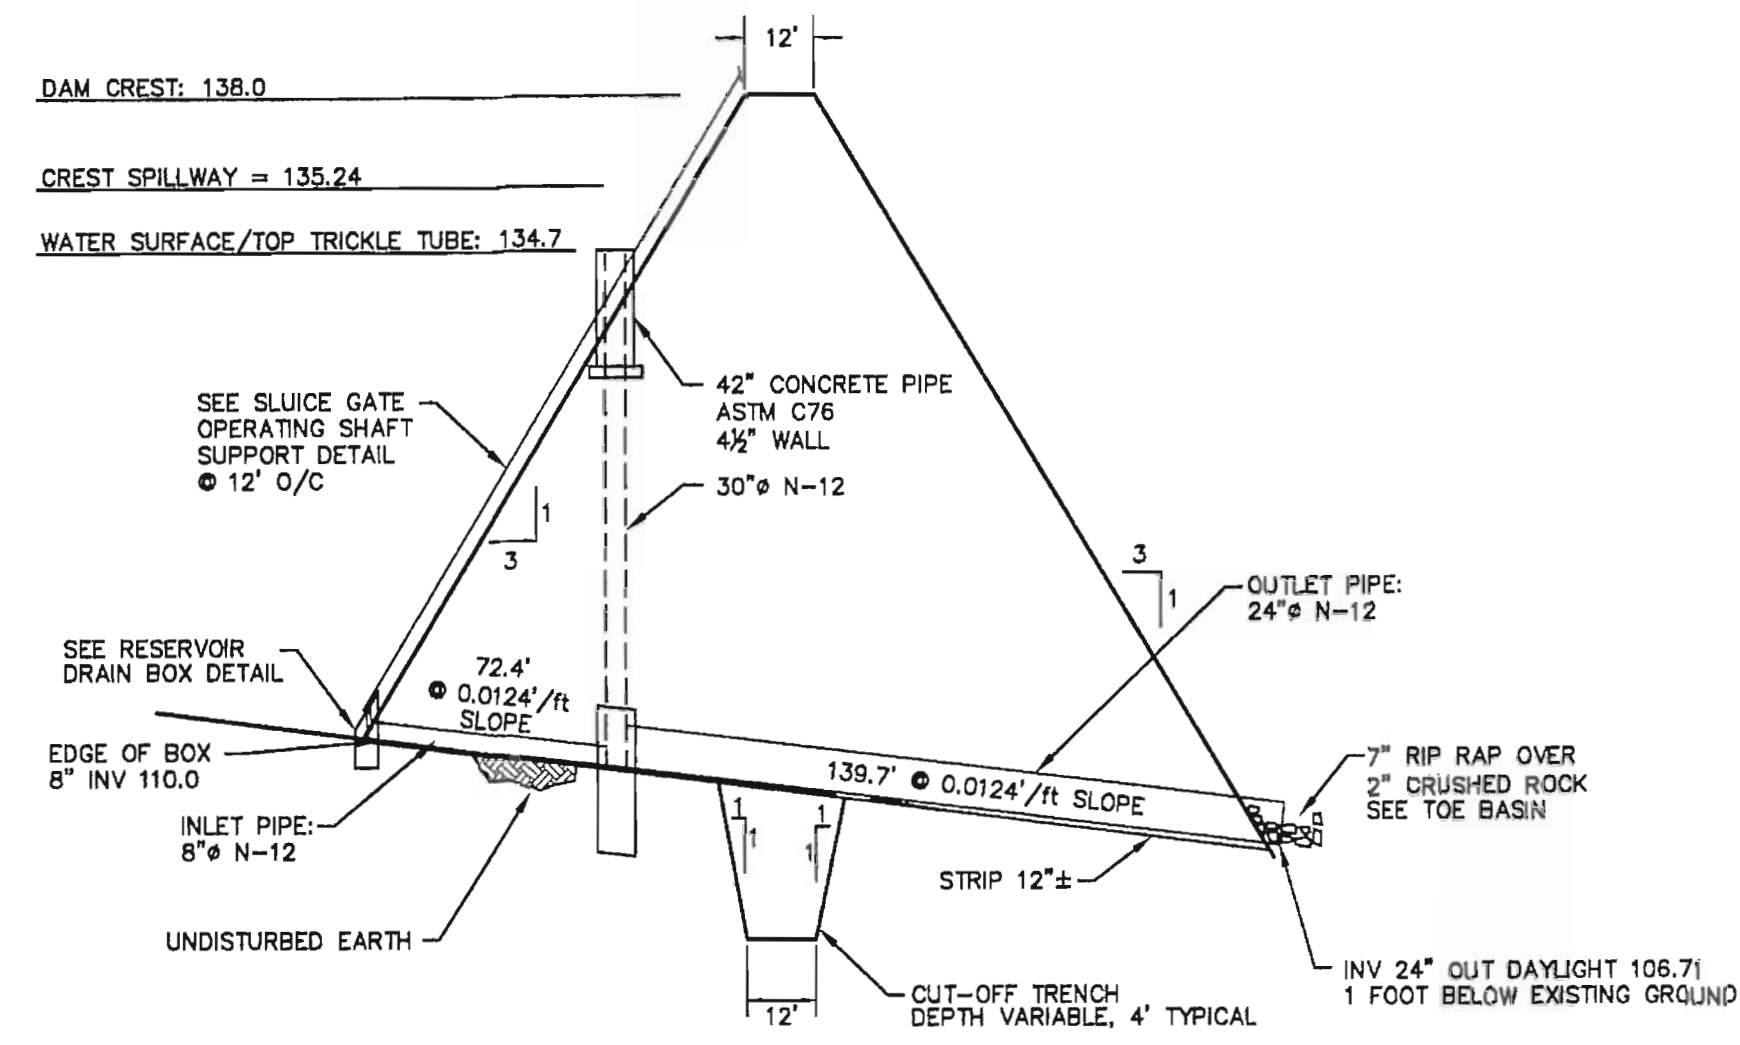 12'
DAM CREST: 138.0
CREST SPILLWAY = 135.24
WATER SURFACE/TOP TRICKLE TUBE: 134.7
42" CONCRETE PIPE
ASTM C76
4½" WALL
SEE SLUICE GATE
OPERATING SHAFT
SUPPORT DETAIL
@ 12' O/C
30"ø N-12
1
3
3
1
OUTLET PIPE:
24"ø N-12
SEE RESERVOIR
DRAIN BOX DETAIL
72.4'
@ 0.0124'/ft
SLOPE
EDGE OF BOX
8" INV 110.0
139.7' @ 0.0124'/ft SLOPE
7" RIP RAP OVER
2" CRUSHED ROCK
SEE TOE BASIN
INLET PIPE:
8"ø N-12
1
1
1
1
STRIP 12"±
UNDISTURBED EARTH
INV 24" OUT DAYLIGHT 106.71
1 FOOT BELOW EXISTING GROUND
12'
CUT-OFF TRENCH
DEPTH VARIABLE, 4' TYPICAL